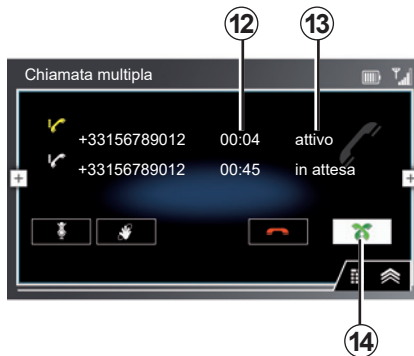 12 13
Chiamata multipla
+33156789012 00:04 attivo
+33156789012 00:45 in attesa
14